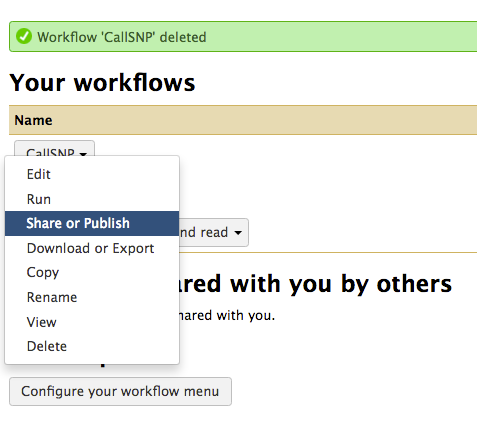 Workflow 'CallSNP' deleted
Your workflows
Name
CallSNP
Edit
Run
Share or Publish
nd read
Download or Export
Copy
ared with you by others
Rename
hared with you.
View
Delete
Configure your workflow menu